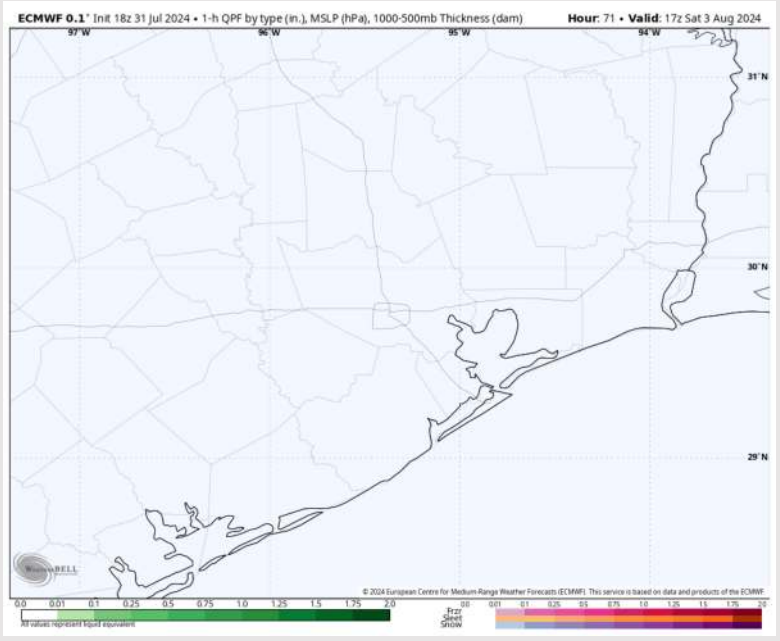 ECMWF 0.1° Init 18z 31 Jul 2024 • 1-h QPF by type (in.), MSLP (hPa), 1000-500mb Thickness (dam) Hour: 71 • Valid: 17z Sat 3 Aug 2024
97°W 96°W 95°W 94°W
31°N
30°N
29°N
WeatherBELL
© 2024 European Centre for Medium-Range Weather Forecasts (ECMWF). This service is based on data and products of the ECMWF.
0.0 0.01 0.1 0.25 0.5 0.75 1.0 1.25 1.5 1.75 2.0 0.0 0.01 0.1 0.25 0.5 0.75 1.0 1.25 1.5 1.75 2.0
Frzr
Sleet
Snow
All values represent liquid equivalent